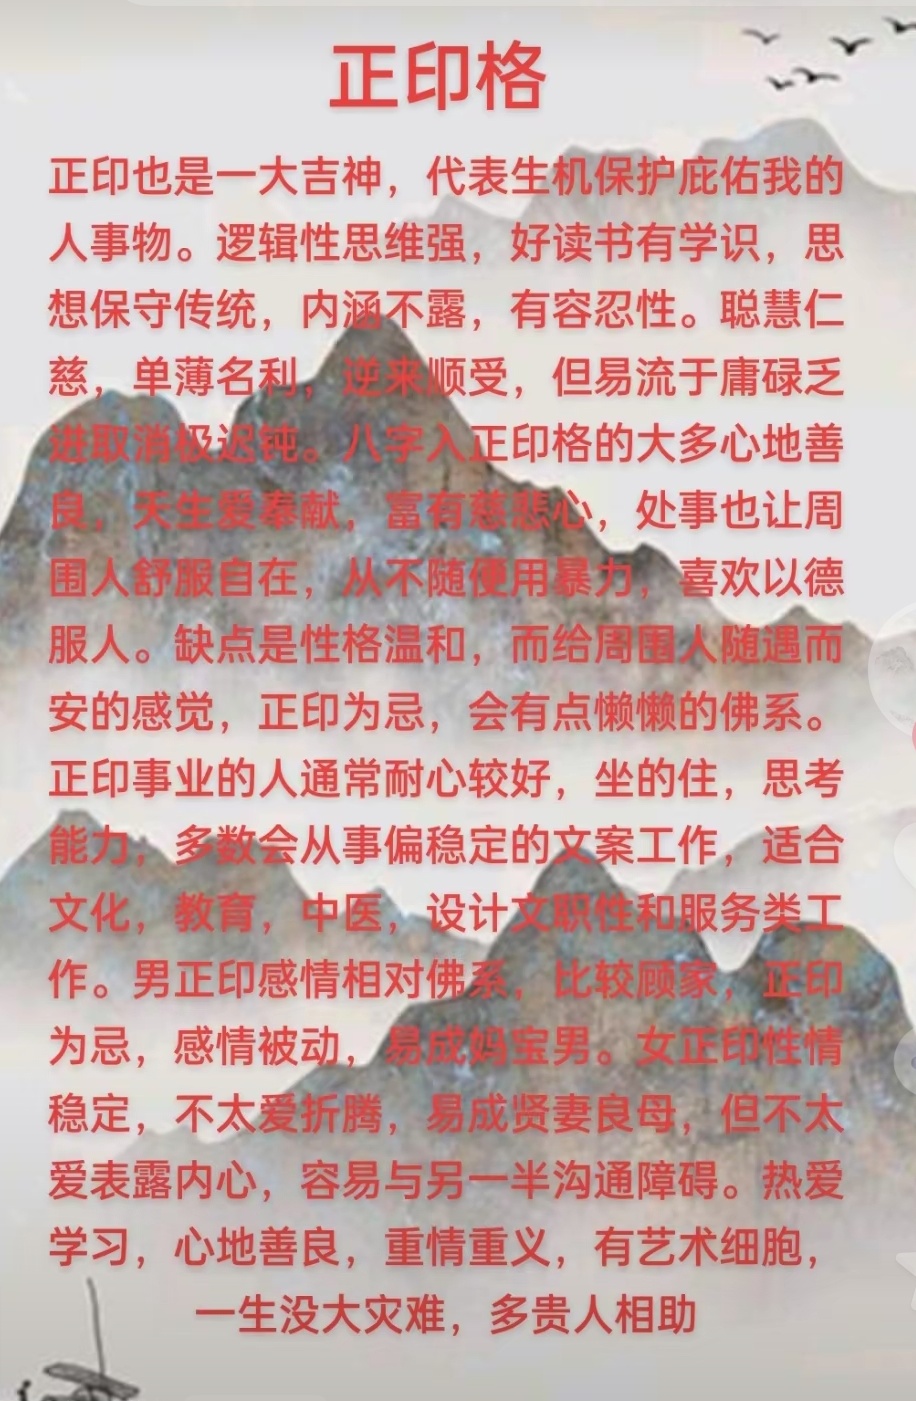 正印格
正印也是一大吉神，代表生机保护庇佑我的
人事物。逻辑性思维强，好读书有学识，思
想保守传统，内涵不露，有容忍性。聪慧仁
慈，单薄名利，逆来顺受，但易流于庸碌乏
进取消极迟钝。八字入正印格的大多心地善
良，天生爱奉献，富有慈悲心，处事也让周
围人舒服自在，从不随便用暴力，喜欢以德
服人。缺点是性格温和，而给周围人随遇而
安的感觉，正印为忌，会有点懒懒的佛系。
正印事业的人通常耐心较好，坐的住，思考
能力，多数会从事偏稳定的文案工作，适合
文化，教育，中医，设计文职性和服务类工
作。男正印感情相对佛系，比较顾家，正印
为忌，感情被动，易成妈宝男。女正印性情
稳定，不太爱折腾，易成贤妻良母，但不太
爱表露内心，容易与另一半沟通障碍。热爱
学习，心地善良，重情重义，有艺术细胞，
一生没大灾难，多贵人相助